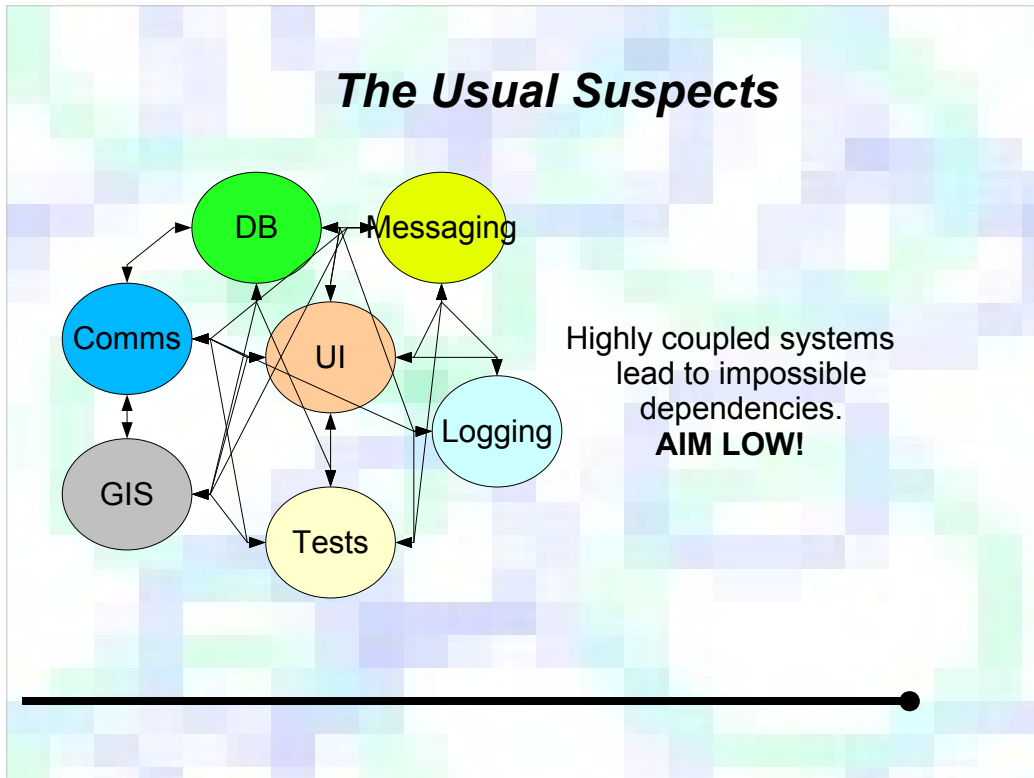 The Usual Suspects
DB
Messaging
Comms
UI
Highly coupled systems
lead to impossible
dependencies.
AIM LOW!
Logging
GIS
Tests